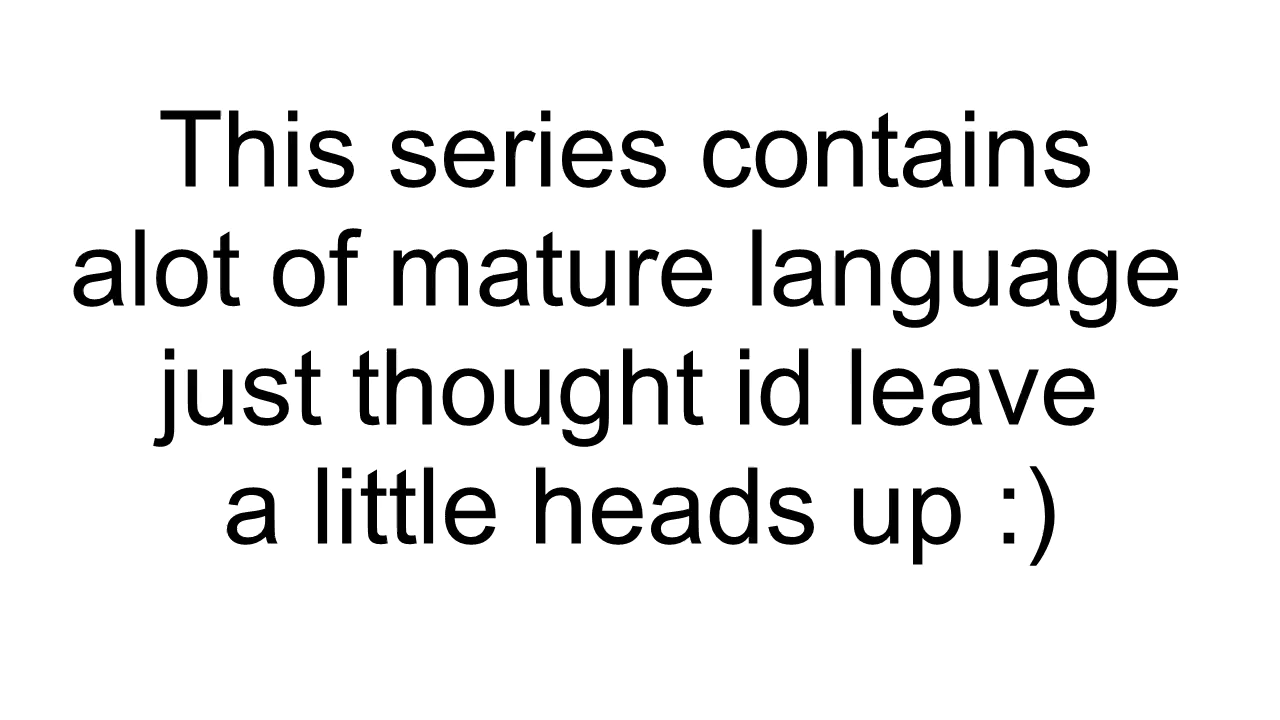 This series contains
alot of mature language
just thought id leave
a little heads up :)